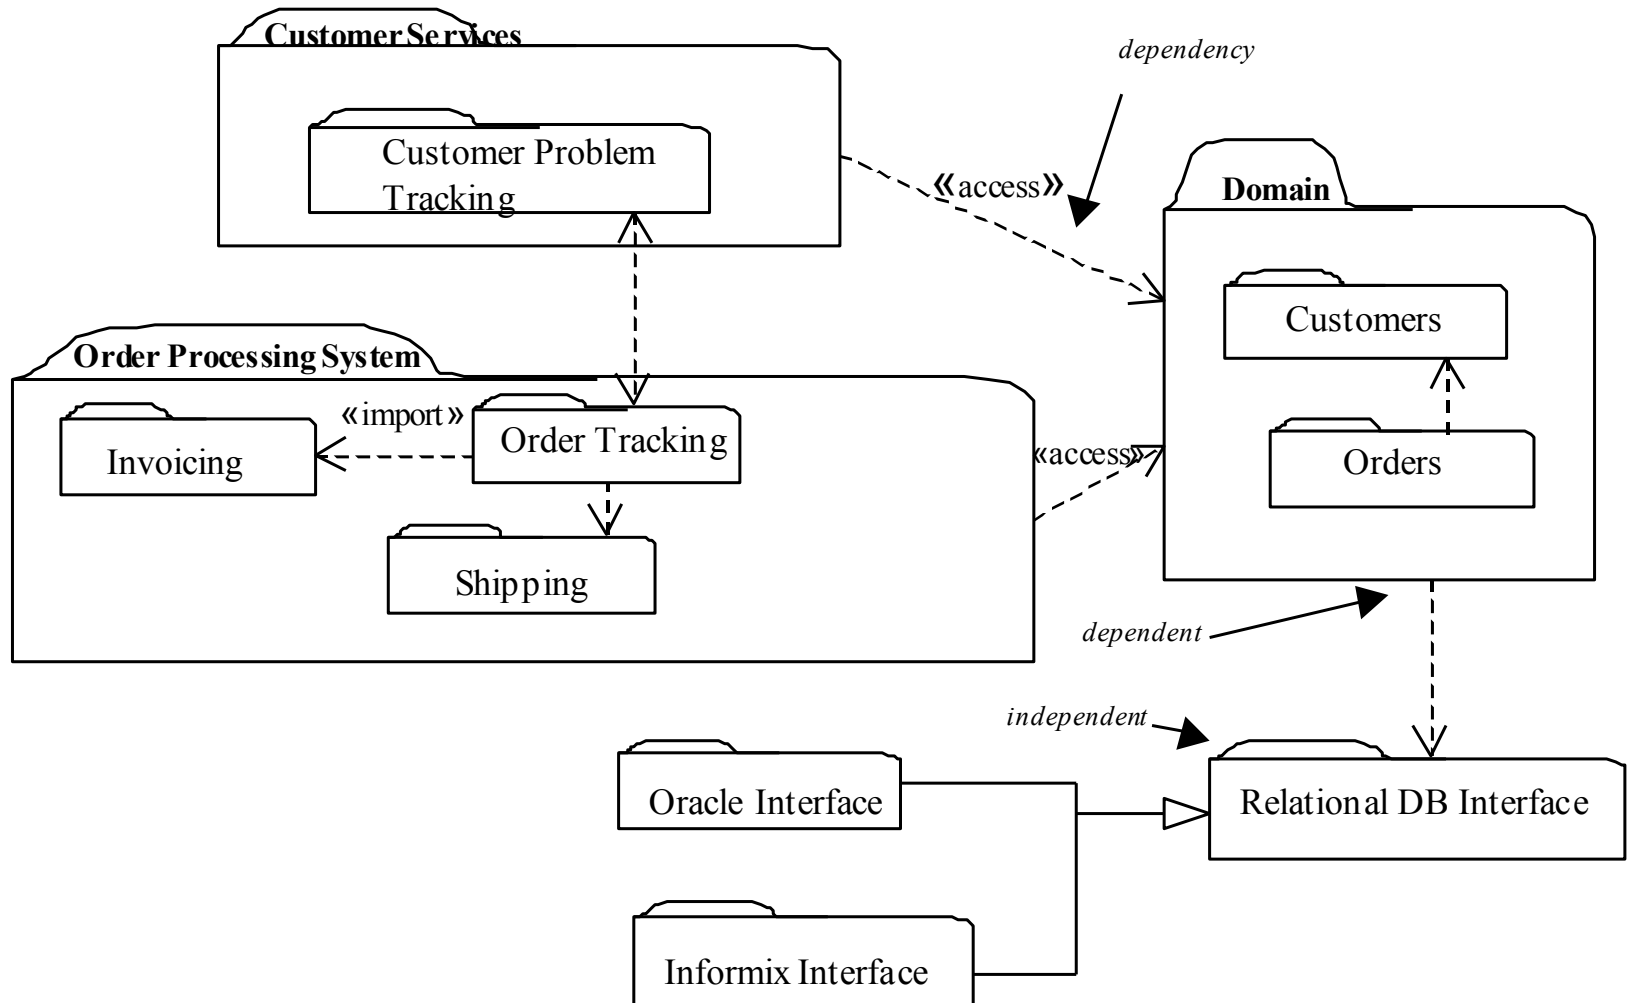 Customer Services
dependency
Customer Problem
Tracking
«access»
Domain
Customers
Order Processing System
«import»
Order Tracking
Invoicing
«access»
Orders
Shipping
dependent
independent
Oracle Interface
Relational DB Interface
Informix Interface